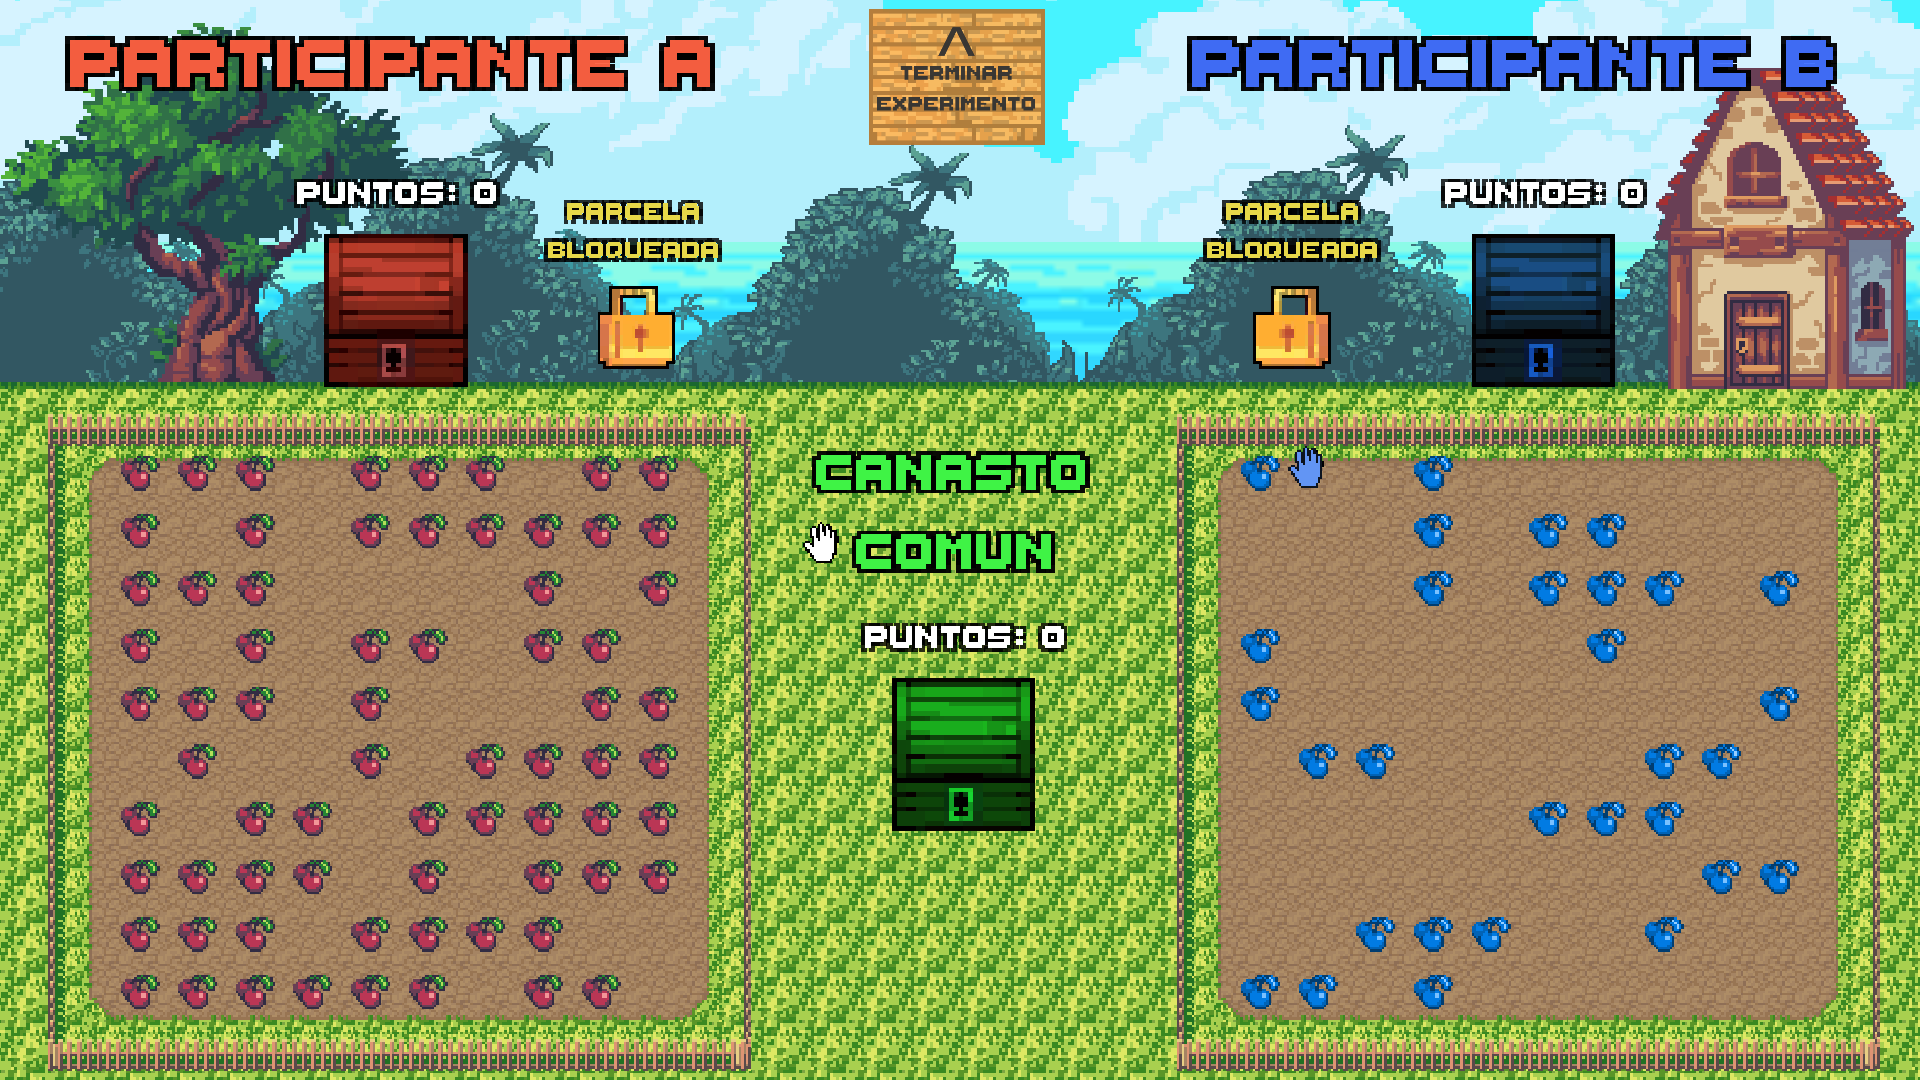 PARTICIPANTE A
TERMINAR
EXPERIMENTO
PARTICIPANTE B
PUNTOS: 0
PARCELA
BLOQUEADA
PARCELA
BLOQUEADA
PUNTOS: 0
CANASTO
COMUN
PUNTOS: 0